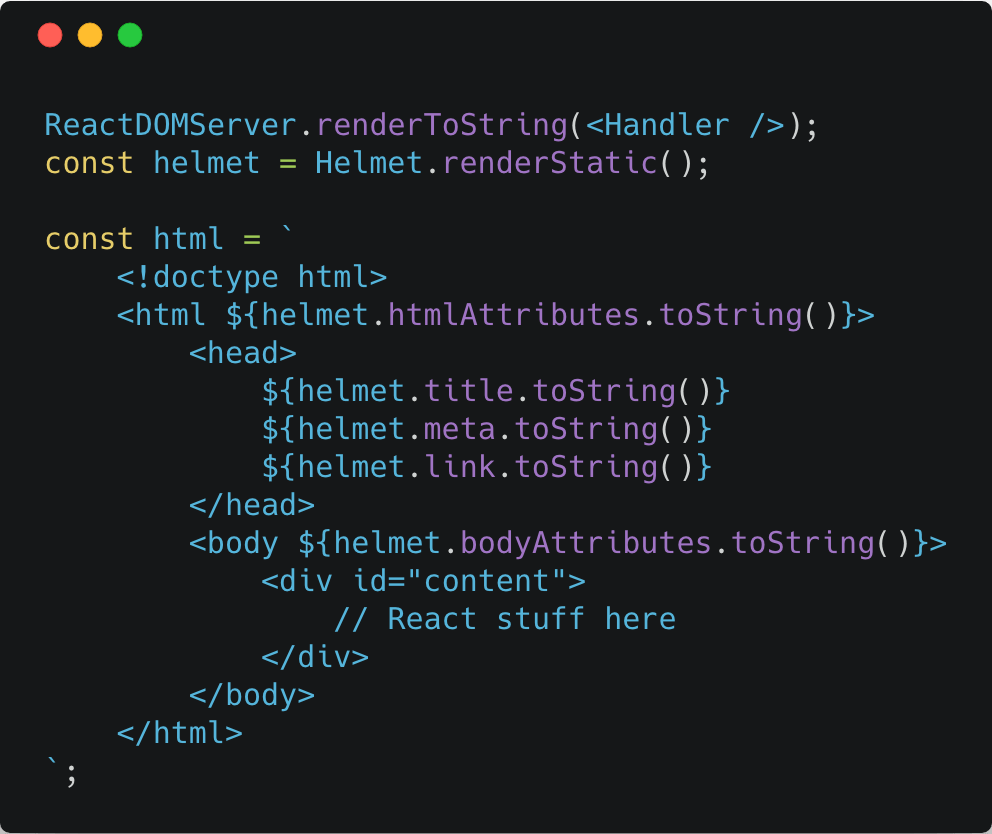 ReactDOMServer.renderToString(<Handler />);
const helmet = Helmet.renderStatic();

const html = `
    <!doctype html>
    <html ${helmet.htmlAttributes.toString()}>
        <head>
            ${helmet.title.toString()}
            ${helmet.meta.toString()}
            ${helmet.link.toString()}
        </head>
        <body ${helmet.bodyAttributes.toString()}>
            <div id="content">
                // React stuff here
            </div>
        </body>
    </html>
`;